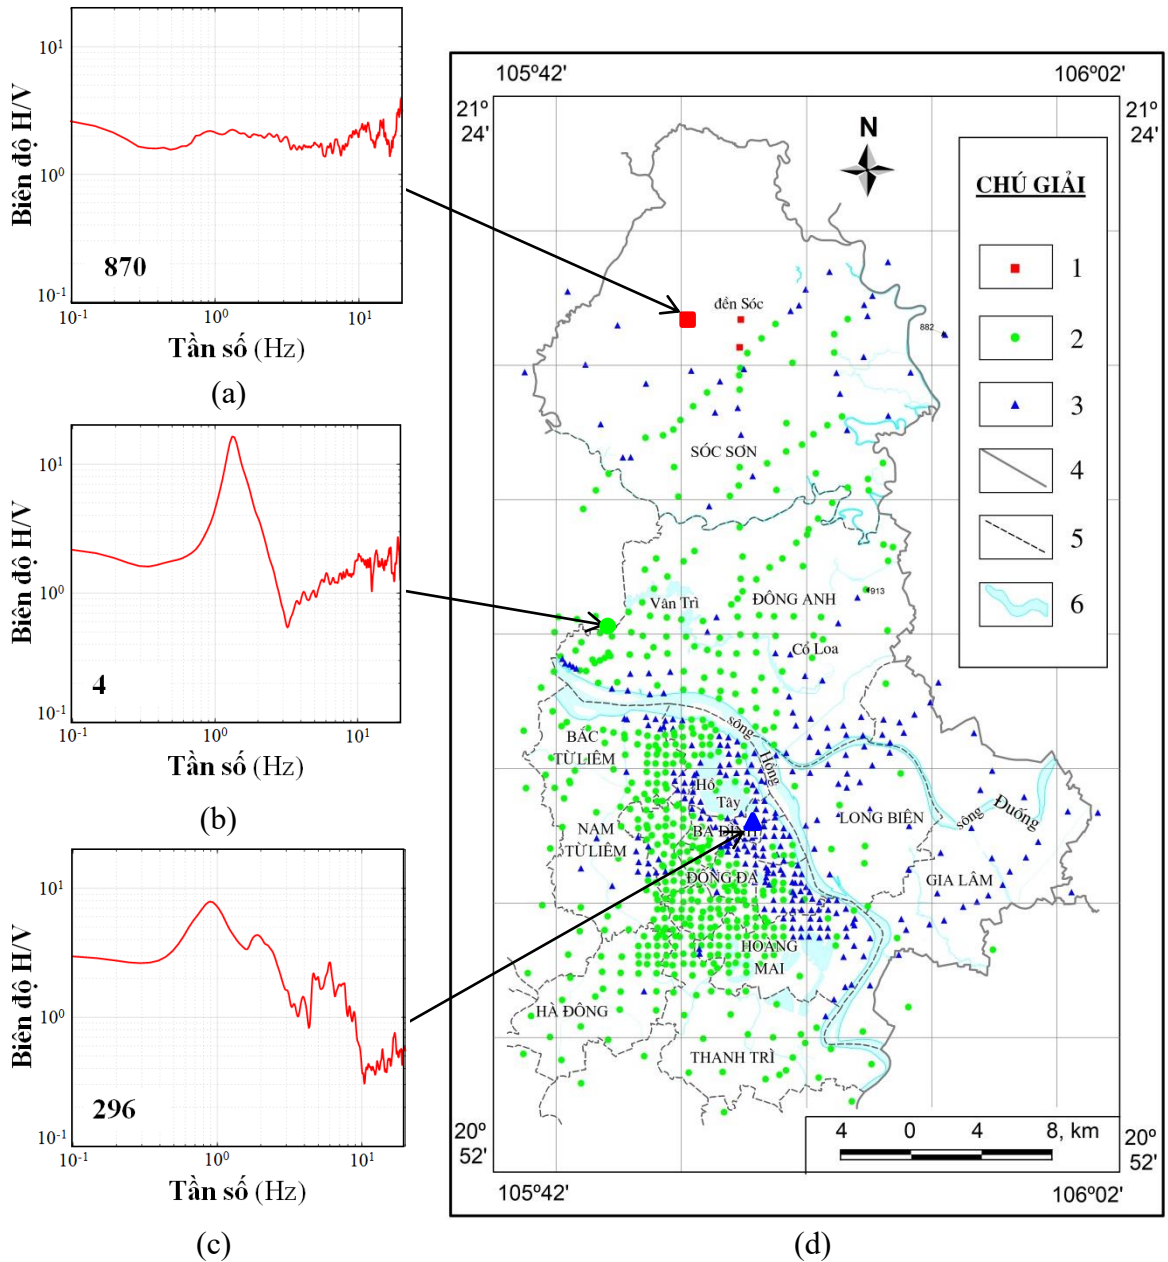 10¹
10⁰
10⁻¹
Biên độ H/V
870
10⁻¹
10⁰
10¹
Tần số (Hz)
(a)
10¹
10⁰
10⁻¹
Biên độ H/V
4
10⁻¹
10⁰
10¹
Tần số (Hz)
(b)
10¹
10⁰
10⁻¹
Biên độ H/V
296
10⁻¹
10⁰
10¹
Tần số (Hz)
(c)
105º42'
106º02'
21º
24'
21º
24'
N
CHÚ GIẢI
1
2
3
4
5
6
đền Sóc
882
SÓC SƠN
Vân Trì
ĐÔNG ANH
913
Cổ Loa
sông
Hồng
BẮC
TỪ LIÊM
Hồ
Tây
NAM
TỪ LIÊM
BA ĐÌNH
LONG BIÊN
sông
Đuống
ĐỐNG ĐA
GIA LÂM
HOÀNG
MAI
HÀ ĐÔNG
THANH TRÌ
4
0
4
8, km
20º
52'
20º
52'
105º42'
106º02'
(d)